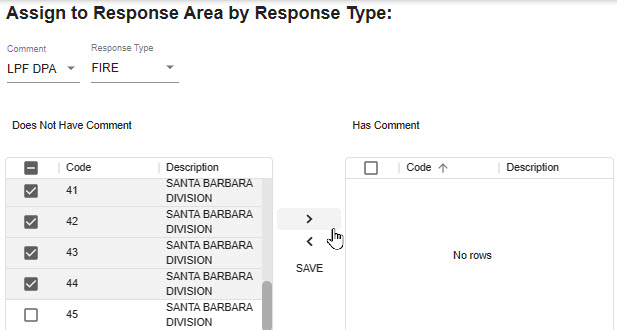 Assign to Response Area by Response Type:
Comment
Response Type
LPF DPA
FIRE
Does Not Have Comment
Has Comment
Code
Description
Code
Description
41
SANTA BARBARA
DIVISION
42
SANTA BARBARA
DIVISION
43
SANTA BARBARA
DIVISION
44
SANTA BARBARA
DIVISION
45
SANTA BARBARA
DIVISION
>
<
SAVE
No rows